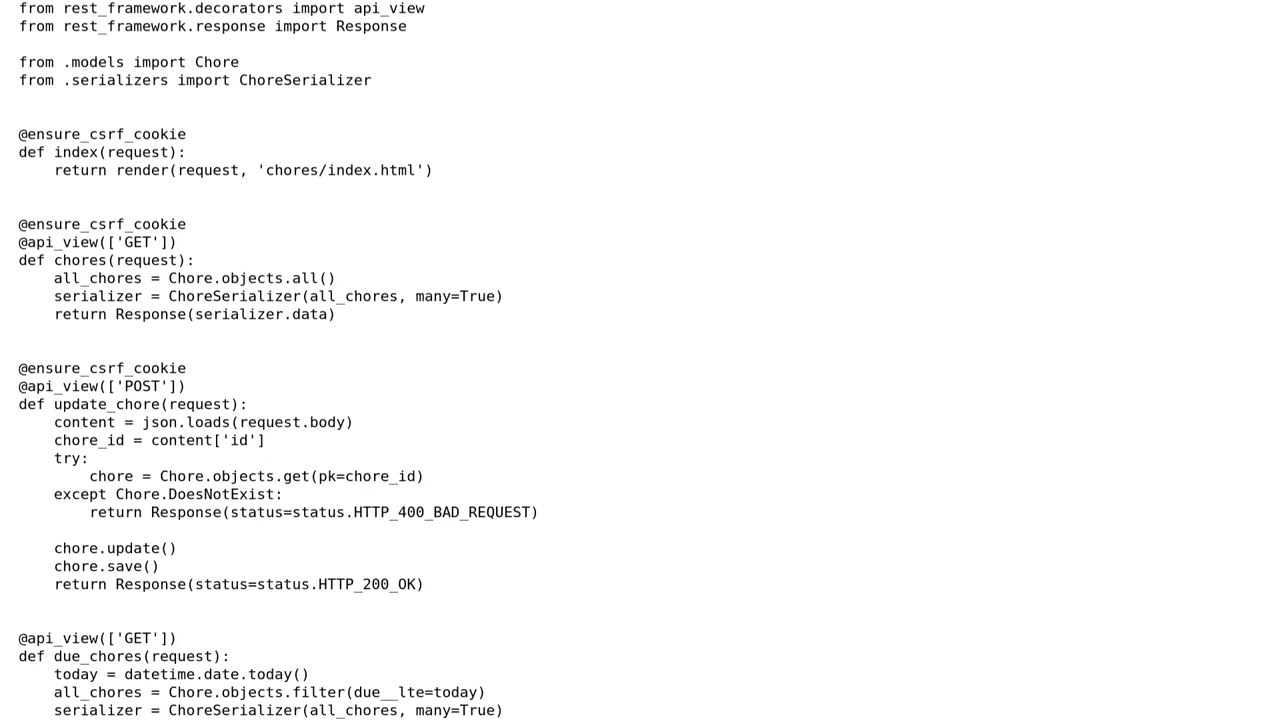 from rest_framework.decorators import api_view
from rest_framework.response import Response

from .models import Chore
from .serializers import ChoreSerializer


@ensure_csrf_cookie
def index(request):
    return render(request, 'chores/index.html')


@ensure_csrf_cookie
@api_view(['GET'])
def chores(request):
    all_chores = Chore.objects.all()
    serializer = ChoreSerializer(all_chores, many=True)
    return Response(serializer.data)


@ensure_csrf_cookie
@api_view(['POST'])
def update_chore(request):
    content = json.loads(request.body)
    chore_id = content['id']
    try:
        chore = Chore.objects.get(pk=chore_id)
    except Chore.DoesNotExist:
        return Response(status=status.HTTP_400_BAD_REQUEST)

    chore.update()
    chore.save()
    return Response(status=status.HTTP_200_OK)


@api_view(['GET'])
def due_chores(request):
    today = datetime.date.today()
    all_chores = Chore.objects.filter(due__lte=today)
    serializer = ChoreSerializer(all_chores, many=True)